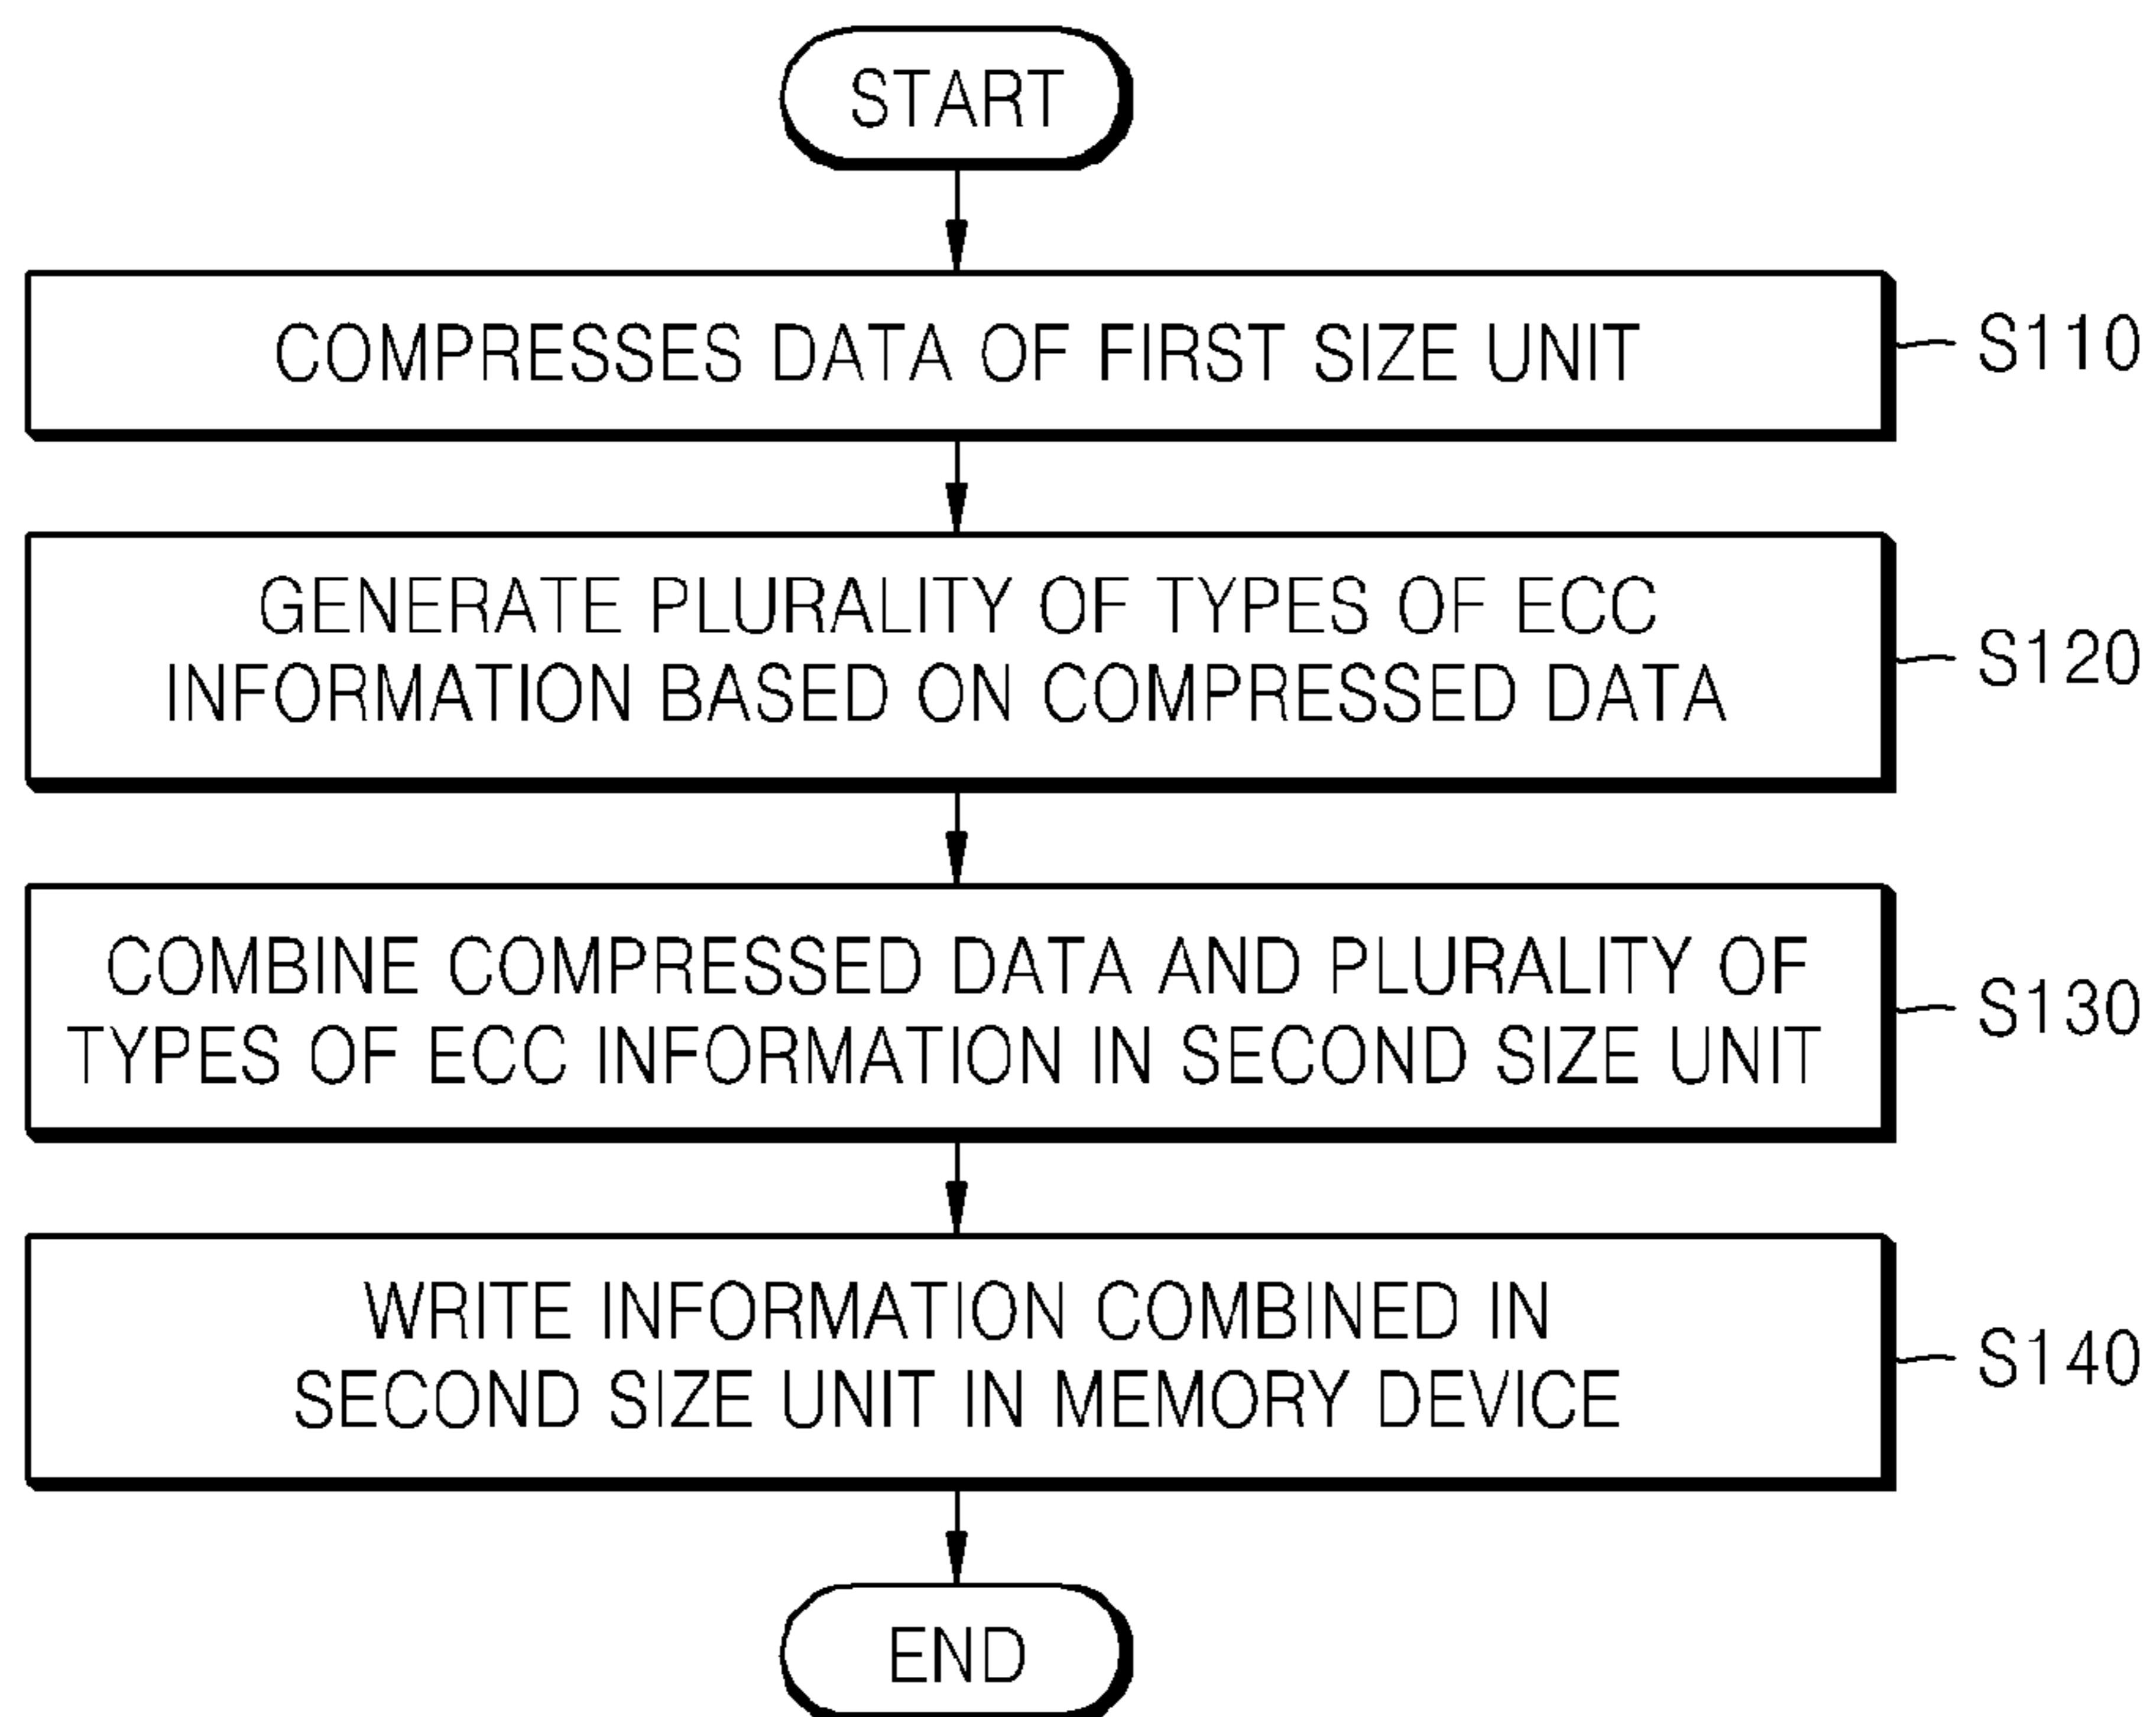 START
COMPRESSES DATA OF FIRST SIZE UNIT
S110
GENERATE PLURALITY OF TYPES OF ECC
INFORMATION BASED ON COMPRESSED DATA
S120
COMBINE COMPRESSED DATA AND PLURALITY OF
TYPES OF ECC INFORMATION IN SECOND SIZE UNIT
S130
WRITE INFORMATION COMBINED IN
SECOND SIZE UNIT IN MEMORY DEVICE
S140
END